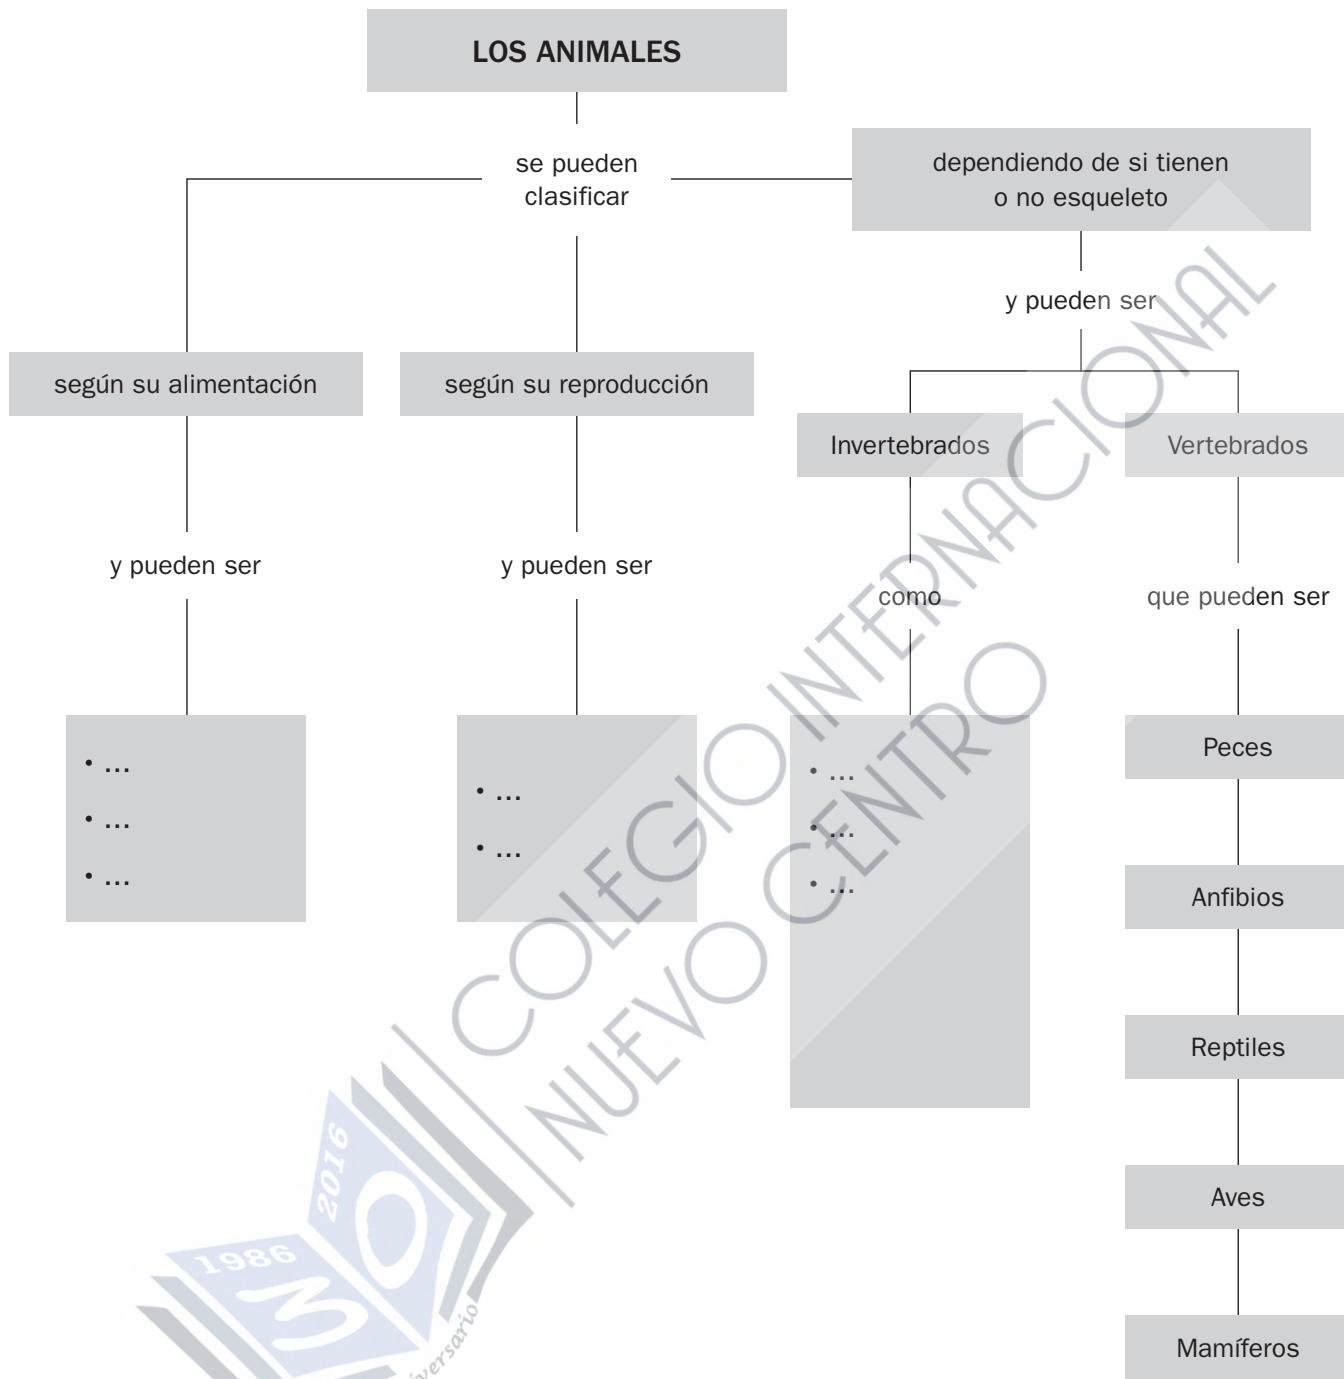 LOS ANIMALES
se pueden
clasificar
dependiendo de si tienen
o no esqueleto
y pueden ser
según su alimentación
según su reproducción
Invertebrados
Vertebrados
y pueden ser
y pueden ser
como
que pueden ser
• ...
• ...
• ...
• ...
• ...
• ...
• ...
• ...
Peces
Anfibios
Reptiles
Aves
Mamíferos
COLEGIO INTERNACIONAL
NUEVO CENTRO
1986
2016
30